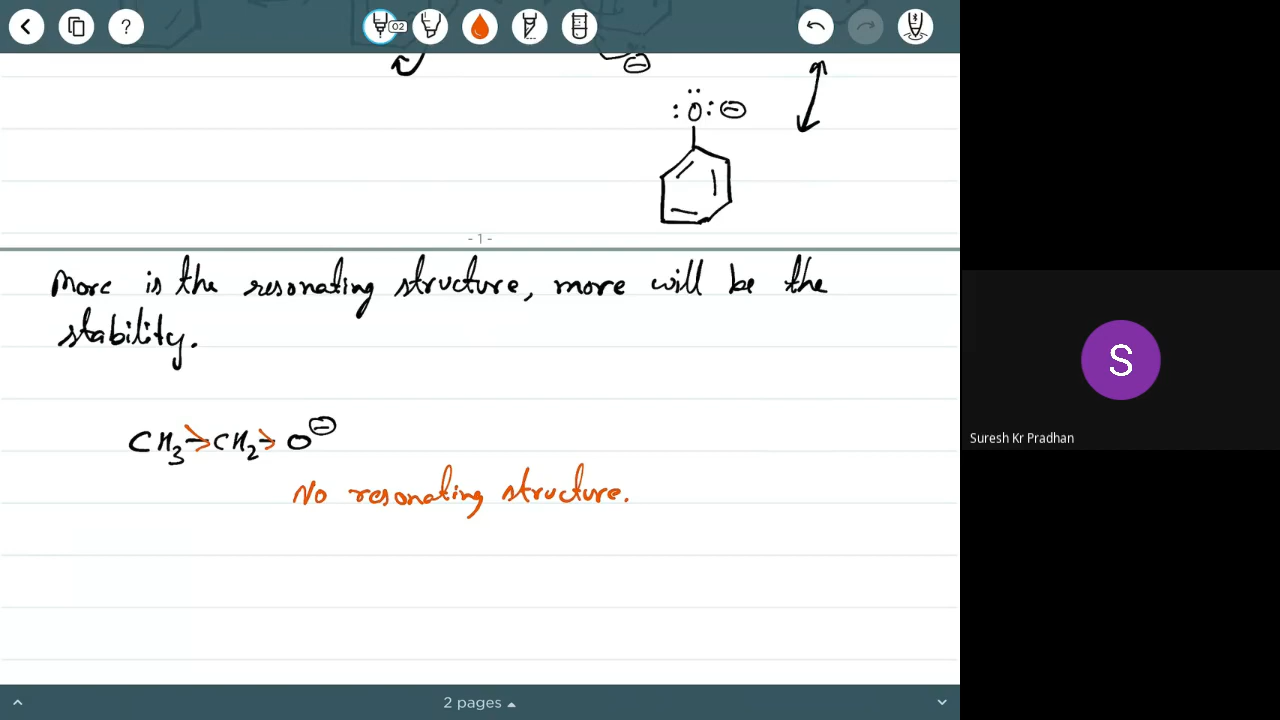 02
:Ö:⊖
- 1 -
More is the resonating structure, more will be the
stability.
CH₃-CH₂-O⊖
No resonating structure.
Suresh Kr Pradhan
S
2 pages